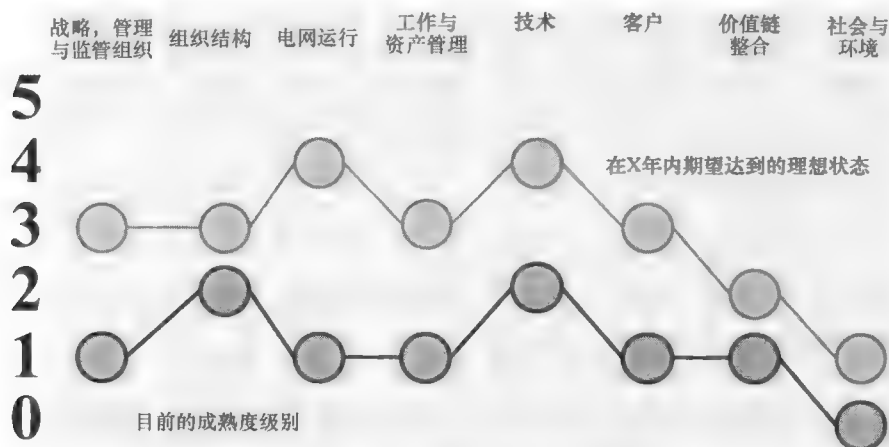 战略，管理
与监管组织
组织结构
电网运行
工作与
资产管理
技术
客户
价值链
整合
社会与
环境
5
4
在X年内期望达到的理想状态
3
2
1
0
目前的成熟度级别